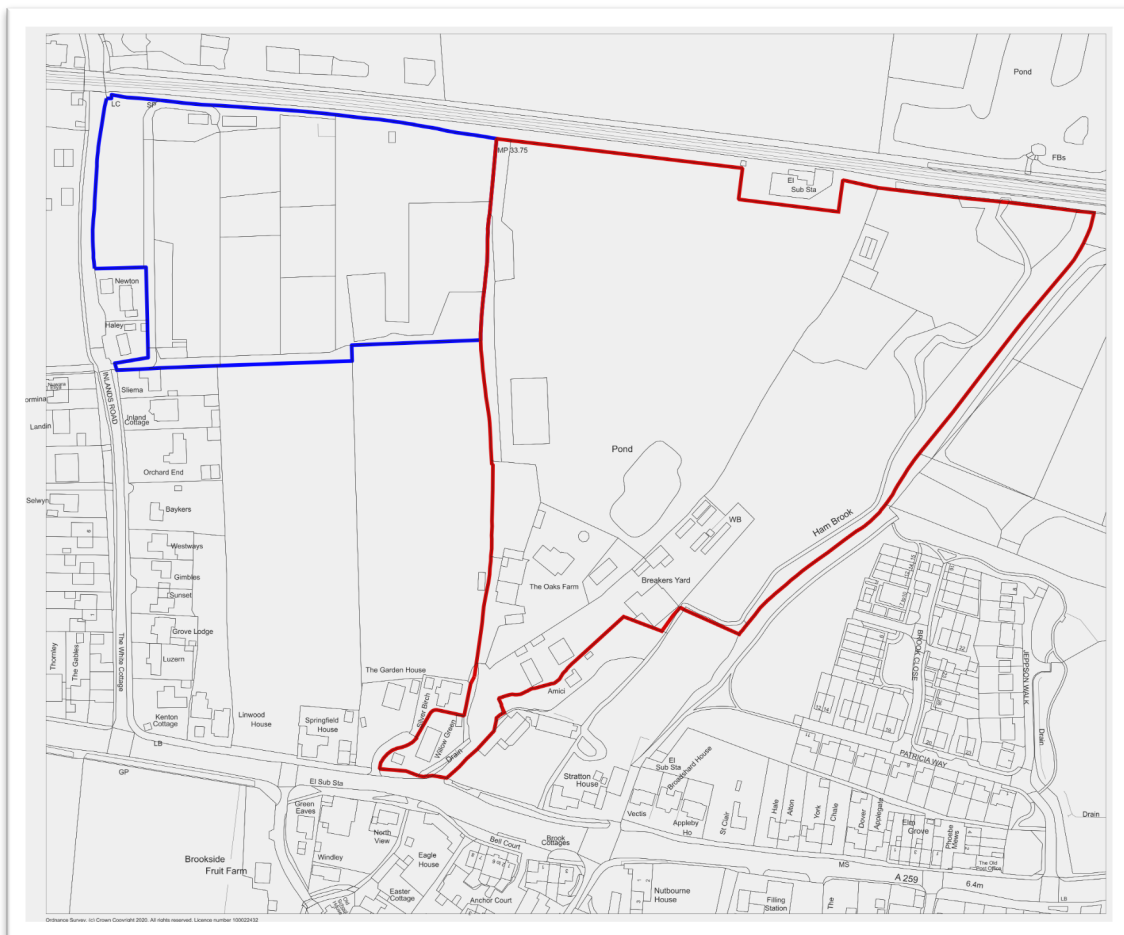 Pond
LC
SP
FBs
MP 33.75
El
Sub Sta
Newton
Haley
INLANDS ROAD
Sliema
Landin
Inland
Cottage
Pond
Orchard End
Selwyn
Baykers
WB
Ham Brook
Westways
Gimbles
The Oaks Farm
Breakers Yard
Sunset
Grove Lodge
BROOK CLOSE
Thornley
The Gables
The White Cottage
Luzern
The Garden House
JEPPSON WALK
Silver Birch
Amici
Kenton
Cottage
Linwood
House
Springfield
House
Willow Green
Drain
Drain
LB
PATRICIA WAY
GP
El Sub Sta
Stratton
House
El
Sub Sta
Broadphard House
Green
Eaves
North
View
Vectis
Appleby
Ho
St Clair
Hale
Alton
York
Chale
Dover
Applegate
Elm
Grove
Phoebe
Mews
Drain
Bell Court
Brook
Cottages
Brookside
Fruit Farm
Windley
Eagle
House
MS
The Old
Post Office
A 259
6.4m
Easter
Cottage
Anchor Court
Nutbourne
House
Filling
Station
The
LB
Ordnance Survey, (c) Crown Copyright 2020. All rights reserved. Licence number 100022432